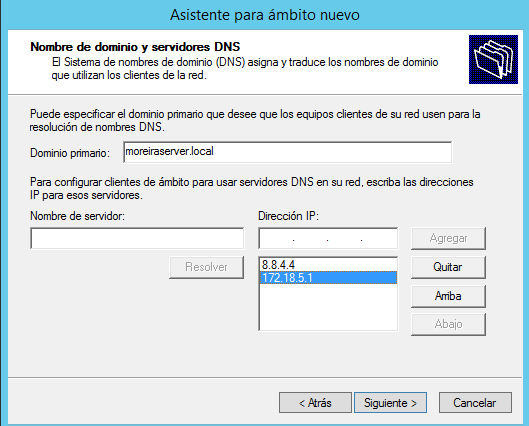 Asistente para ámbito nuevo
Nombre de dominio y servidores DNS
El Sistema de nombres de dominio (DNS) asigna y traduce los nombres de dominio
que utilizan los clientes de la red.
Puede especificar el dominio primario que desee que los equipos clientes de su red usen para la
resolución de nombres DNS.
Dominio primario: moreiraserver.local
Para configurar clientes de ámbito para usar servidores DNS en su red, escriba las direcciones
IP para esos servidores.
Nombre de servidor: Dirección IP:
. . . Agregar
Resolver 8.8.4.4 Quitar
172.18.5.1
Arriba
Abajo
< Atrás Siguiente > Cancelar